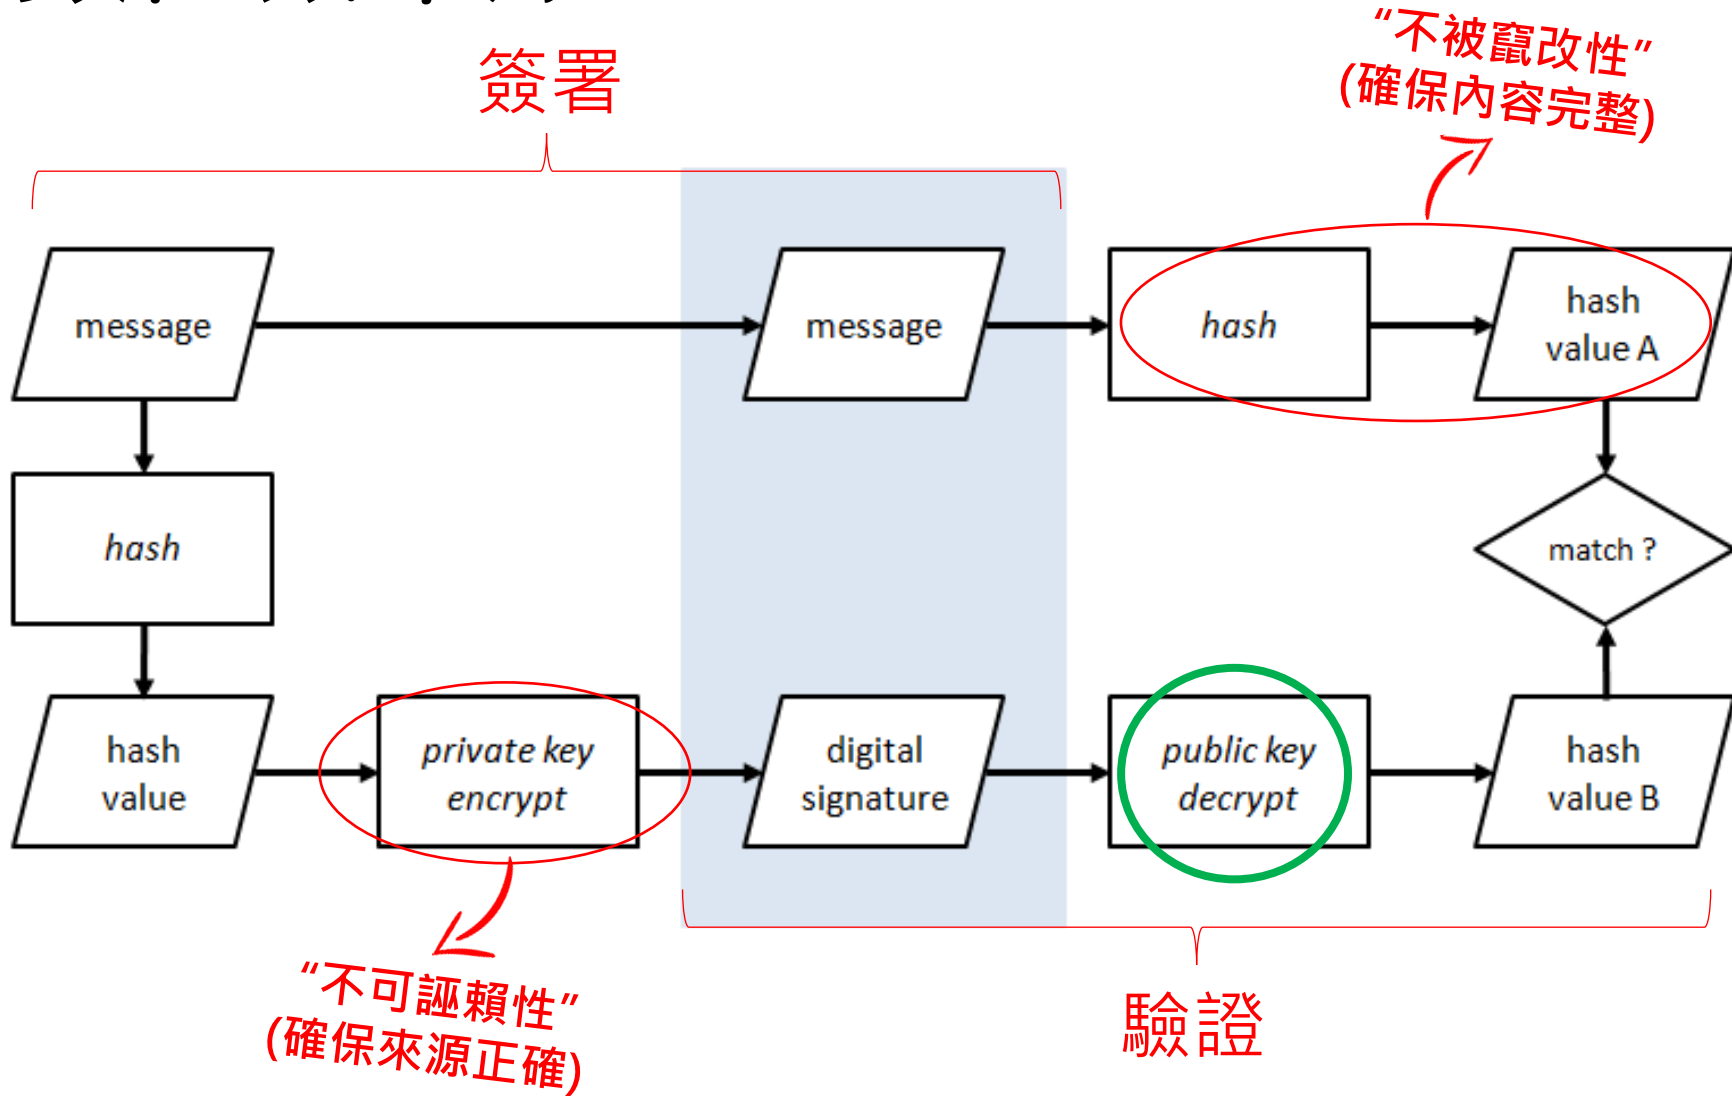 簽署
“不被竄改性”
(確保內容完整)
message
message
hash
hash
value A
hash
match ?
hash
value
private key
encrypt
digital
signature
public key
decrypt
hash
value B
“不可誣賴性”
(確保來源正確)
驗證